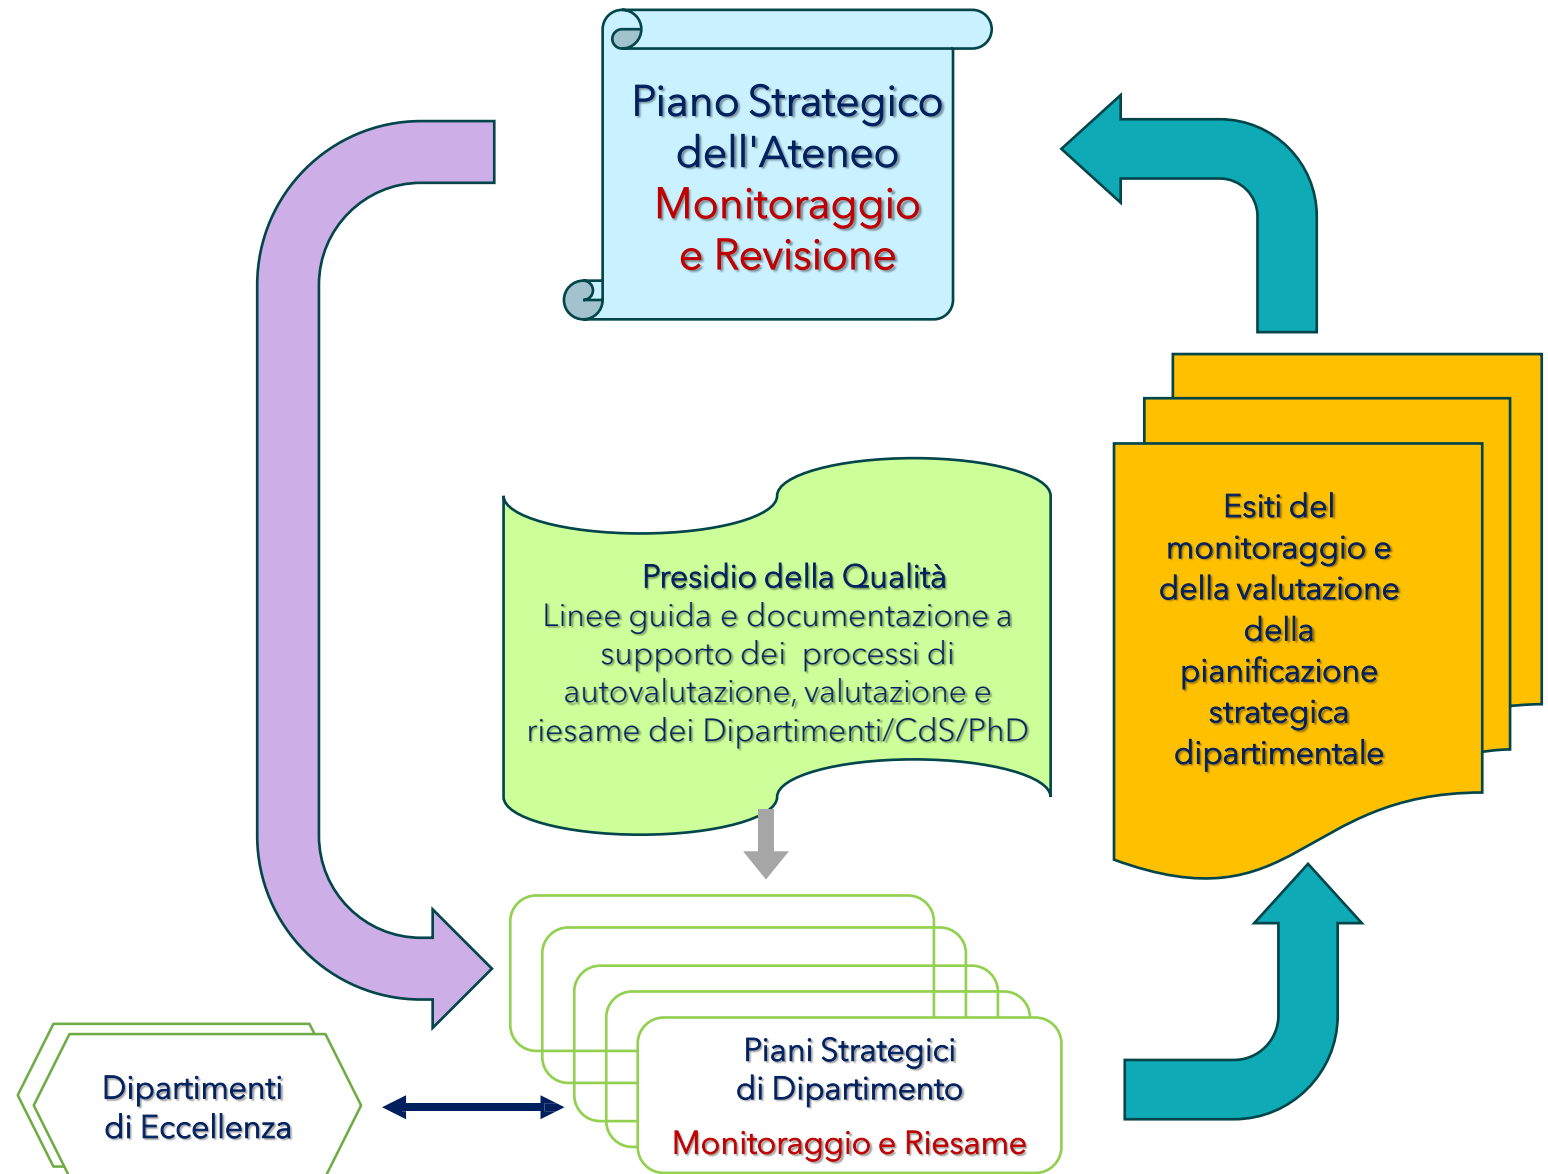 Piano Strategico
dell'Ateneo
Monitoraggio
e Revisione
Esiti del
monitoraggio e
della valutazione
della
pianificazione
strategica
dipartimentale
Presidio della Qualità
Linee guida e documentazione a
supporto dei processi di
autovalutazione, valutazione e
riesame dei Dipartimenti/CdS/PhD
Piani Strategici
di Dipartimento
Monitoraggio e Riesame
Dipartimenti
di Eccellenza